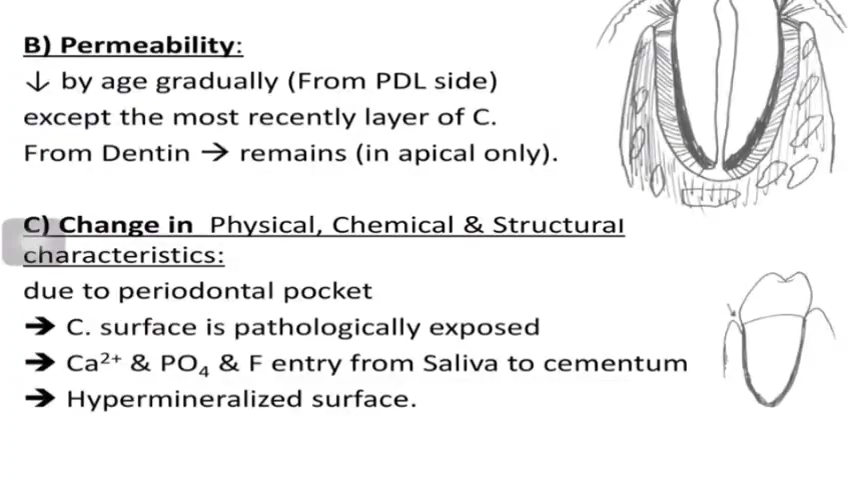 B) Permeability:
↓ by age gradually (From PDL side)
except the most recently layer of C.
From Dentin → remains (in apical only).
C) Change in Physical, Chemical & Structural
characteristics:
due to periodontal pocket
→ C. surface is pathologically exposed
→ Ca²⁺ & PO₄ & F entry from Saliva to cementum
→ Hypermineralized surface.